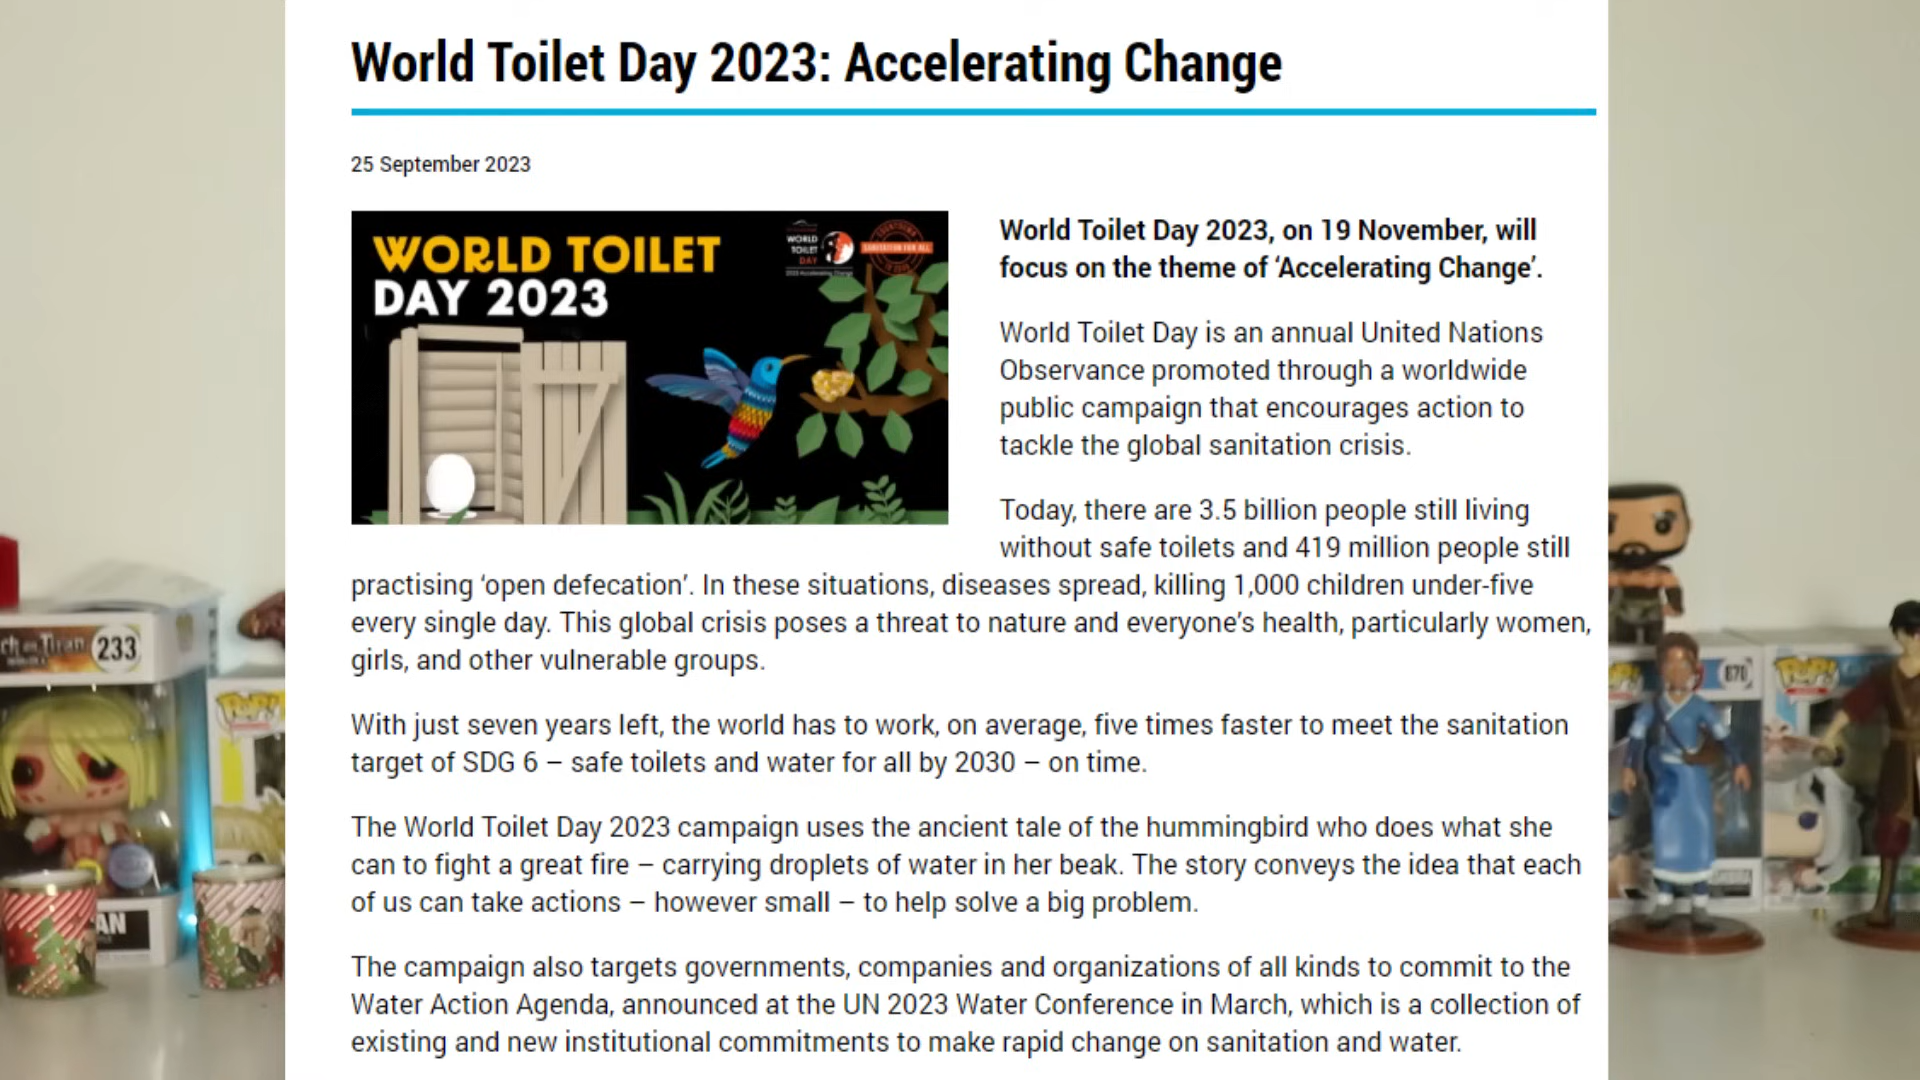 World Toilet Day 2023: Accelerating Change
25 September 2023
WORLD TOILET
DAY 2023
WORLD
TOILET
DAY
SANITATION FOR ALL
World Toilet Day 2023, on 19 November, will
focus on the theme of ‘Accelerating Change’.
World Toilet Day is an annual United Nations
Observance promoted through a worldwide
public campaign that encourages action to
tackle the global sanitation crisis.
Today, there are 3.5 billion people still living
without safe toilets and 419 million people still
practising ‘open defecation’. In these situations, diseases spread, killing 1,000 children under-five
every single day. This global crisis poses a threat to nature and everyone’s health, particularly women,
girls, and other vulnerable groups.
With just seven years left, the world has to work, on average, five times faster to meet the sanitation
target of SDG 6 – safe toilets and water for all by 2030 – on time.
The World Toilet Day 2023 campaign uses the ancient tale of the hummingbird who does what she
can to fight a great fire – carrying droplets of water in her beak. The story conveys the idea that each
of us can take actions – however small – to help solve a big problem.
The campaign also targets governments, companies and organizations of all kinds to commit to the
Water Action Agenda, announced at the UN 2023 Water Conference in March, which is a collection of
existing and new institutional commitments to make rapid change on sanitation and water.
233
POP!
AN
POP!
670
POP!